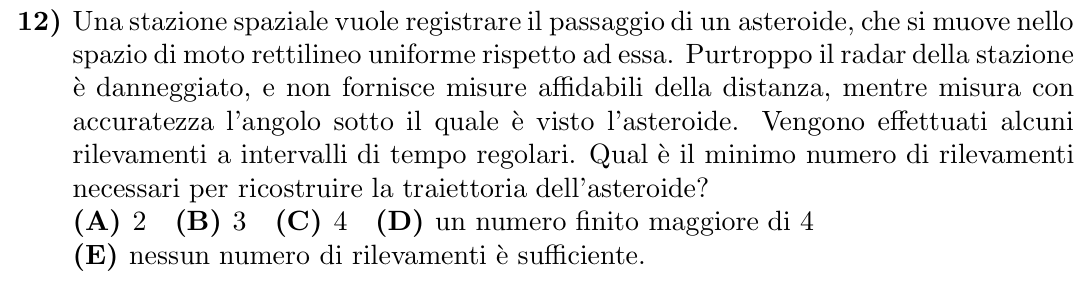 12) Una stazione spaziale vuole registrare il passaggio di un asteroide, che si muove nello
spazio di moto rettilineo uniforme rispetto ad essa. Purtroppo il radar della stazione
è danneggiato, e non fornisce misure affidabili della distanza, mentre misura con
accuratezza l'angolo sotto il quale è visto l'asteroide. Vengono effettuati alcuni
rilevamenti a intervalli di tempo regolari. Qual è il minimo numero di rilevamenti
necessari per ricostruire la traiettoria dell'asteroide?
(A) 2 (B) 3 (C) 4 (D) un numero finito maggiore di 4
(E) nessun numero di rilevamenti è sufficiente.